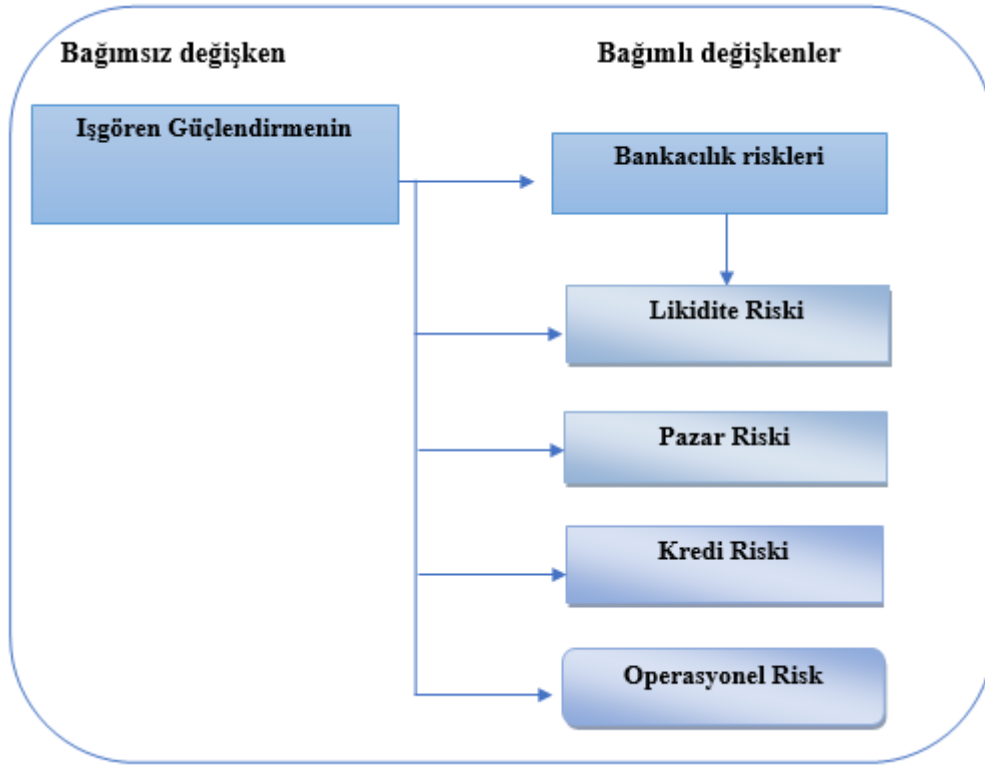 Bağımsız değişken
Bağımlı değişkenler
Işgören Güçlendirmenin
Bankacılık riskleri
Likidite Riski
Pazar Riski
Kredi Riski
Operasyonel Risk